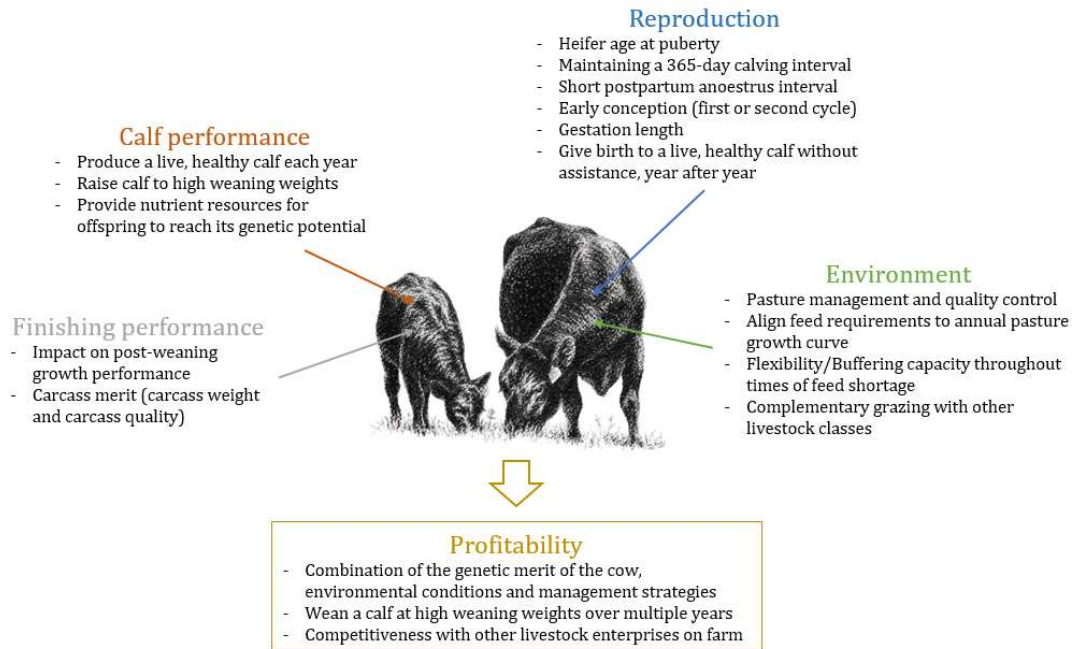 Reproduction
- Heifer age at puberty
- Maintaining a 365-day calving interval
- Short postpartum anoestrus interval
- Early conception (first or second cycle)
- Gestation length
- Give birth to a live, healthy calf without
assistance, year after year
Calf performance
- Produce a live, healthy calf each year
- Raise calf to high weaning weights
- Provide nutrient resources for
offspring to reach its genetic potential
Environment
- Pasture management and quality control
- Align feed requirements to annual pasture
growth curve
- Flexibility/Buffering capacity throughout
times of feed shortage
- Complementary grazing with other
livestock classes
Finishing performance
- Impact on post-weaning
growth performance
- Carcass merit (carcass weight
and carcass quality)
Profitability
- Combination of the genetic merit of the cow,
environmental conditions and management strategies
- Wean a calf at high weaning weights over multiple years
- Competitiveness with other livestock enterprises on farm